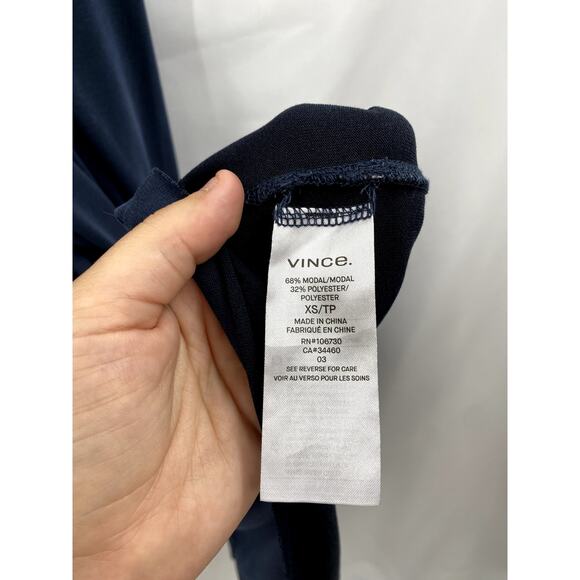 VINCE.
68% MODAL/MODAL
32% POLYESTER/
POLYESTER
XS/TP
MADE IN CHINA
FABRIQUÉ EN CHINE
RN#106730
CA#34460
03
SEE REVERSE FOR CARE
VOIR AU VERSO POUR LES SOINS